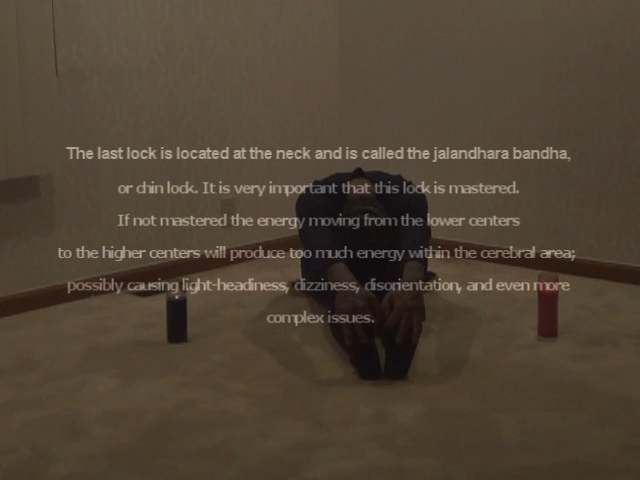 The last lock is located at the neck and is called the jalandhara bandha,
or chin lock. It is very important that this lock is mastered.
If not mastered the energy moving from the lower centers
to the higher centers will produce too much energy within the cerebral area;
possibly causing light-headiness, dizziness, disorientation, and even more
complex issues.